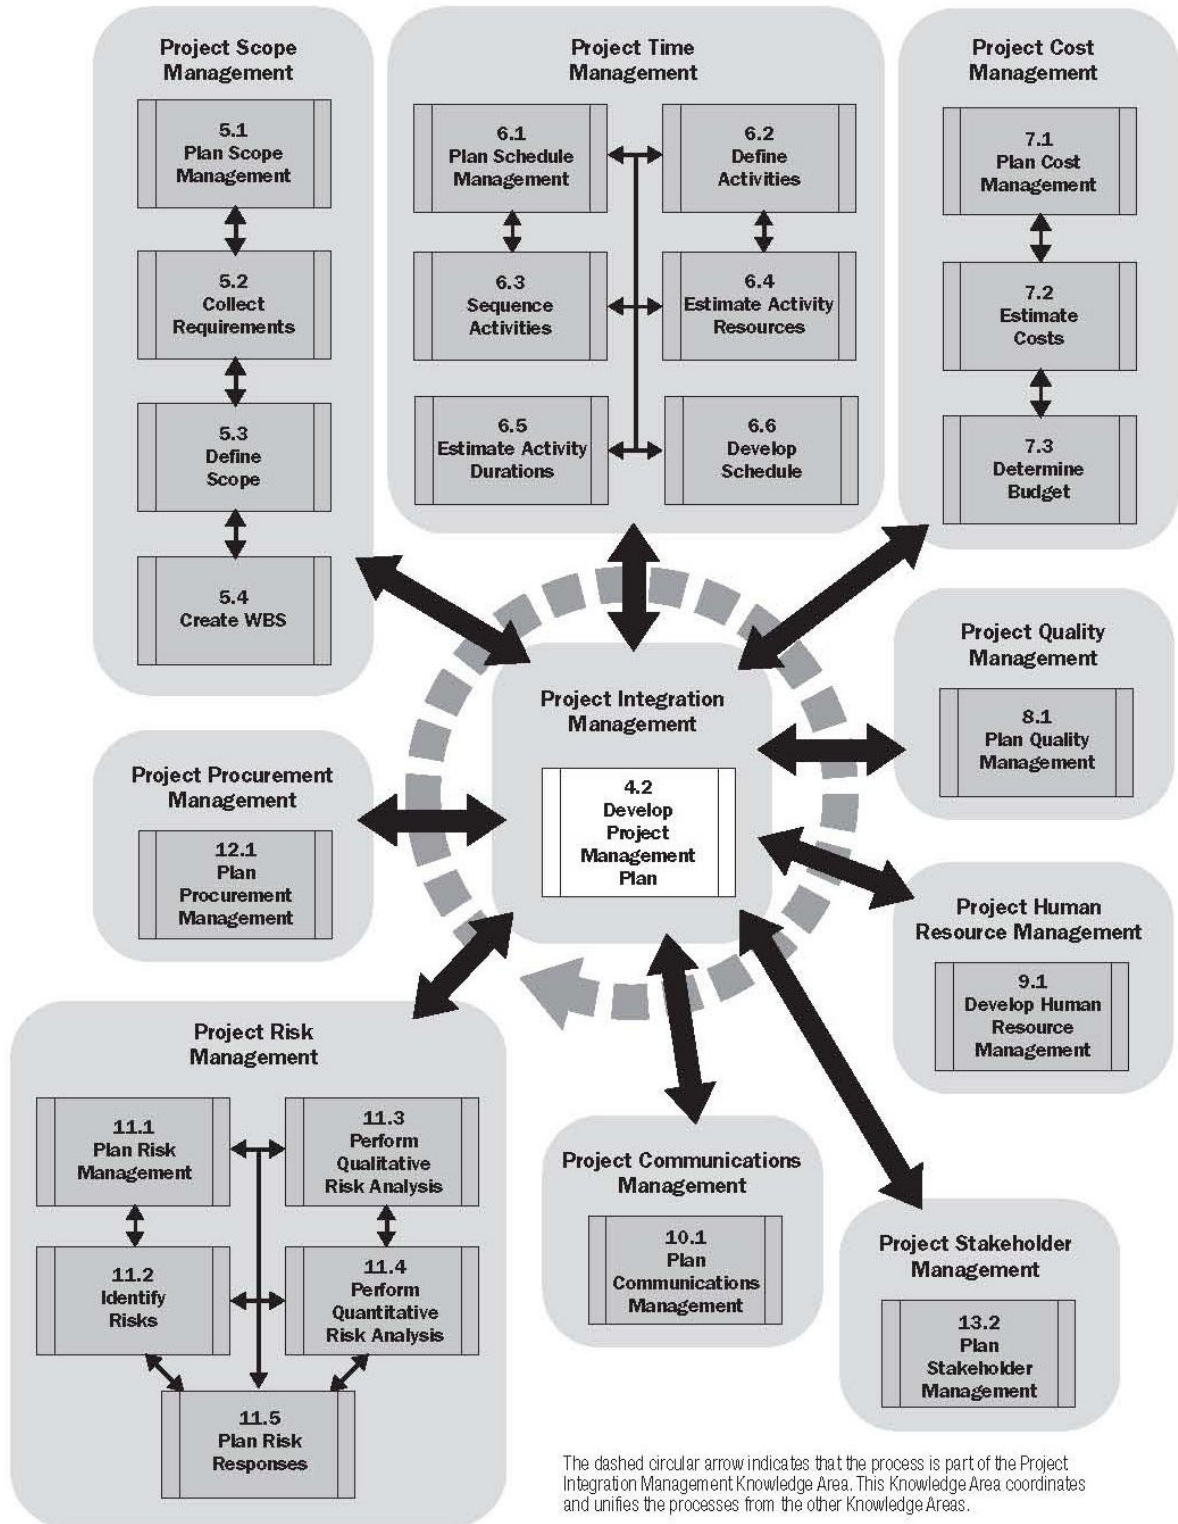 Project Scope
Management
5.1
Plan Scope
Management
5.2
Collect
Requirements
5.3
Define
Scope
5.4
Create WBS
Project Time
Management
6.1
Plan Schedule
Management
6.2
Define
Activities
6.3
Sequence
Activities
6.4
Estimate Activity
Resources
6.5
Estimate Activity
Durations
6.6
Develop
Schedule
Project Cost
Management
7.1
Plan Cost
Management
7.2
Estimate
Costs
7.3
Determine
Budget
Project Integration
Management
4.2
Develop
Project
Management
Plan
Project Quality
Management
8.1
Plan Quality
Management
Project Procurement
Management
12.1
Plan
Procurement
Management
Project Human
Resource Management
9.1
Develop Human
Resource
Management
Project Risk
Management
11.1
Plan Risk
Management
11.3
Perform
Qualitative
Risk Analysis
11.2
Identify
Risks
11.4
Perform
Quantitative
Risk Analysis
11.5
Plan Risk
Responses
Project Communications
Management
10.1
Plan
Communications
Management
Project Stakeholder
Management
13.2
Plan
Stakeholder
Management
The dashed circular arrow indicates that the process is part of the Project
Integration Management Knowledge Area. This Knowledge Area coordinates
and unifies the processes from the other Knowledge Areas.